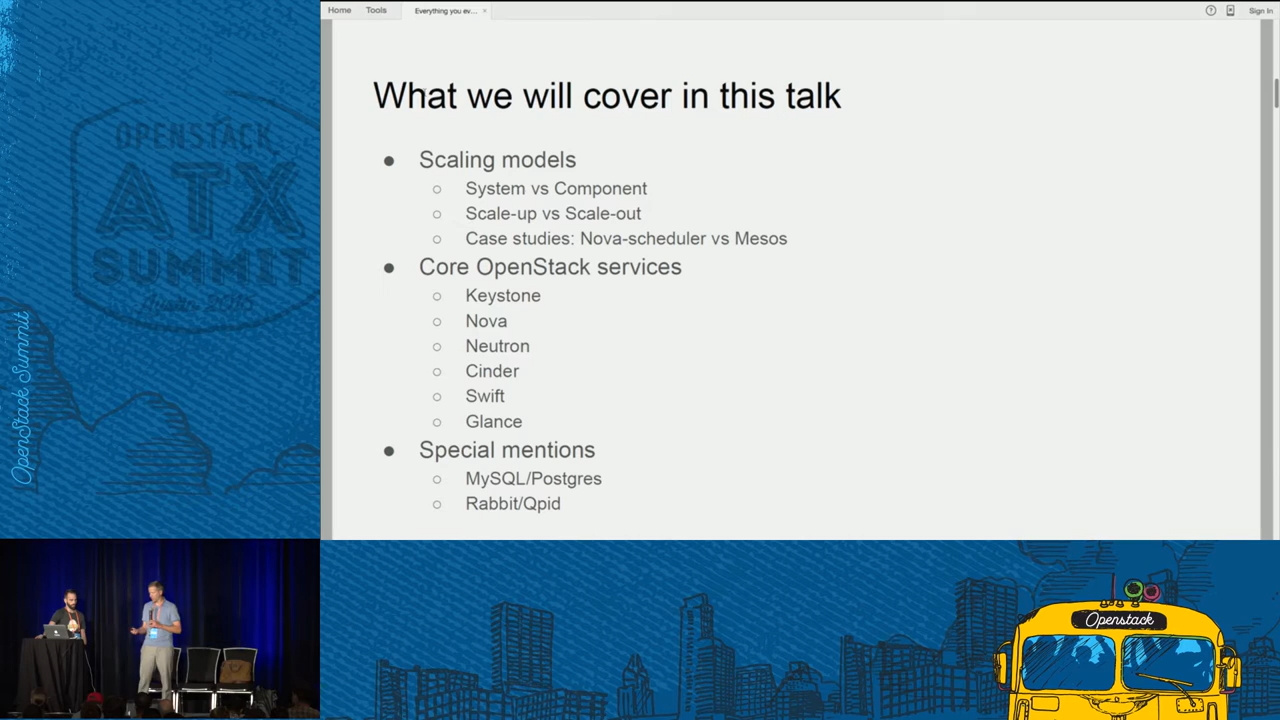 Home Tools Everything you ev... × ? Sign In
What we will cover in this talk
● Scaling models
○ System vs Component
○ Scale-up vs Scale-out
○ Case studies: Nova-scheduler vs Mesos
● Core OpenStack services
○ Keystone
○ Nova
○ Neutron
○ Cinder
○ Swift
○ Glance
● Special mentions
○ MySQL/Postgres
○ Rabbit/Qpid
OPENSTACK
ATX
SUMMIT
Austin 2016
OpenStack Summit
Openstack